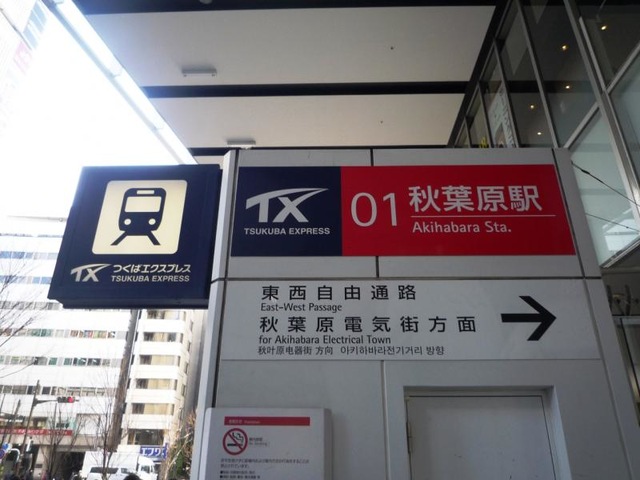 TX
つくばエクスプレス
TSUKUBA EXPRESS
TX
TSUKUBA EXPRESS
01 秋葉原駅
Akihabara Sta.
東西自由通路
East-West Passage
秋葉原電気街方面
for Akihabara Electrical Town
秋叶原电器街 方向 아키하바라전기거리 방향